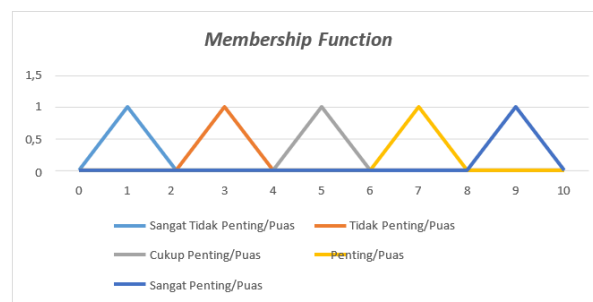 Membership Function
1,5
1
0,5
0
0 1 2 3 4 5 6 7 8 9 10
Sangat Tidak Penting/Puas Tidak Penting/Puas
Cukup Penting/Puas Penting/Puas
Sangat Penting/Puas